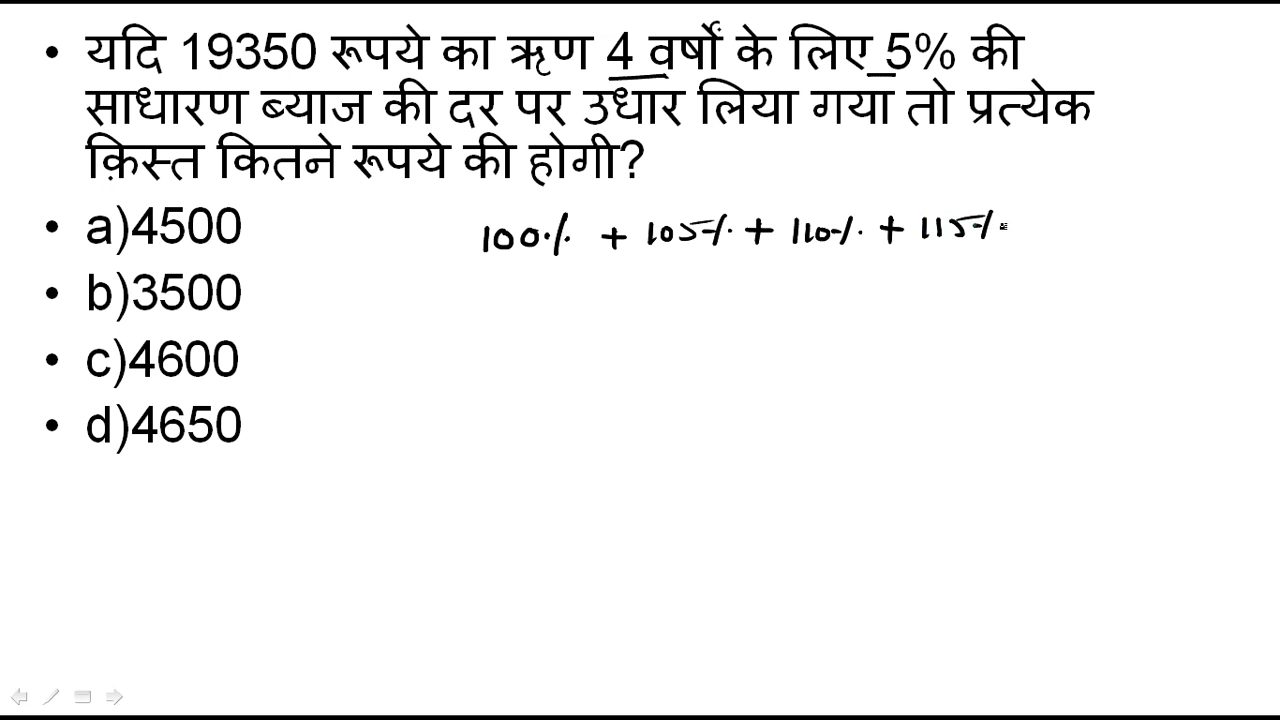 • यदि 19350 रूपये का ऋण 4 वर्षों के लिए 5% की
साधारण ब्याज की दर पर उधार लिया गया तो प्रत्येक
क़िस्त कितने रूपये की होगी?
• a)4500
100% + 105% + 110% + 115%
• b)3500
• c)4600
• d)4650